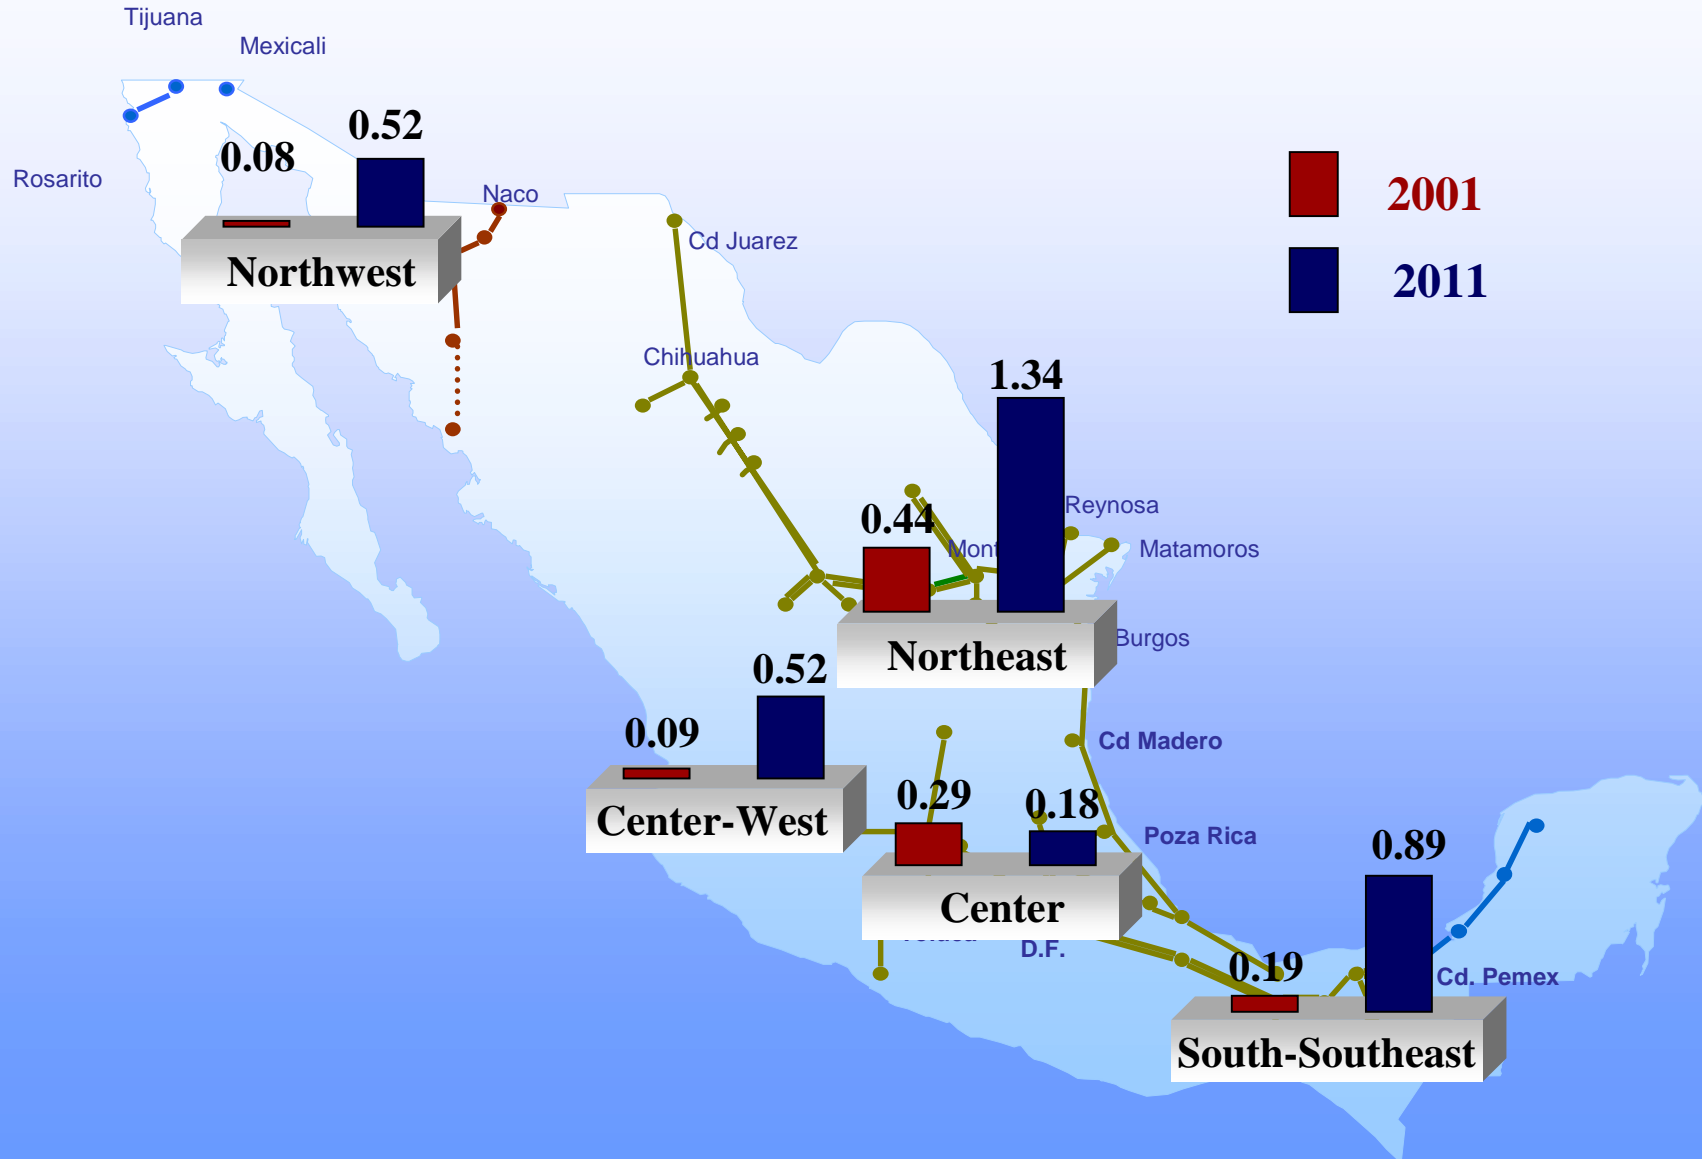 Tijuana
Mexicali
0.08
0.52
Rosarito
Naco
Northwest
2001
2011
Cd Juarez
Chihuahua
1.34
0.44
Reynosa
Matamoros
Northeast
Burgos
0.52
0.09
Cd Madero
Center-West
0.29
0.18
Poza Rica
Center
D.F.
0.89
0.19
Cd. Pemex
South-Southeast